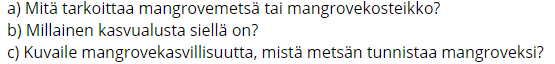 a) Mitä tarkoittaa mangrovemetsä tai mangrovekosteikko?
b) Millainen kasvualusta siellä on?
c) Kuvaile mangrovekasvillisuutta, mistä metsän tunnistaa mangroveksi?